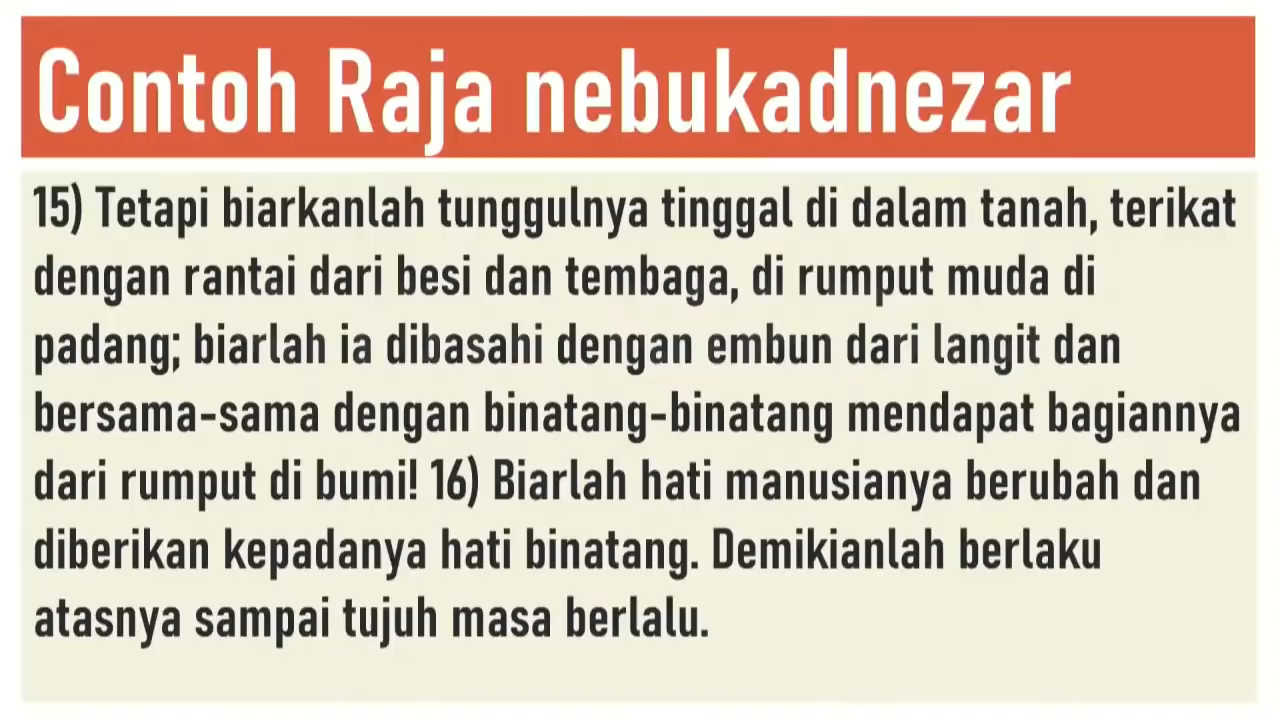 Contoh Raja nebukadnezar
15) Tetapi biarkanlah tunggulnya tinggal di dalam tanah, terikat
dengan rantai dari besi dan tembaga, di rumput muda di
padang; biarlah ia dibasahi dengan embun dari langit dan
bersama-sama dengan binatang-binatang mendapat bagiannya
dari rumput di bumi! 16) Biarlah hati manusianya berubah dan
diberikan kepadanya hati binatang. Demikianlah berlaku
atasnya sampai tujuh masa berlalu.